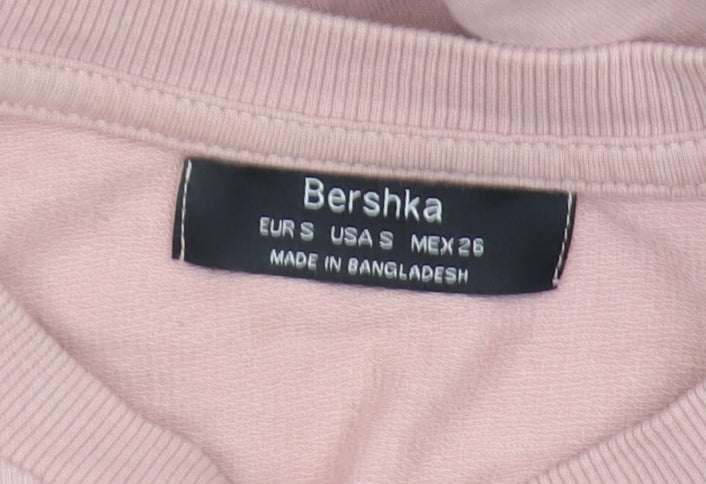 Bershka
EUR S USA S MEX 26
MADE IN BANGLADESH